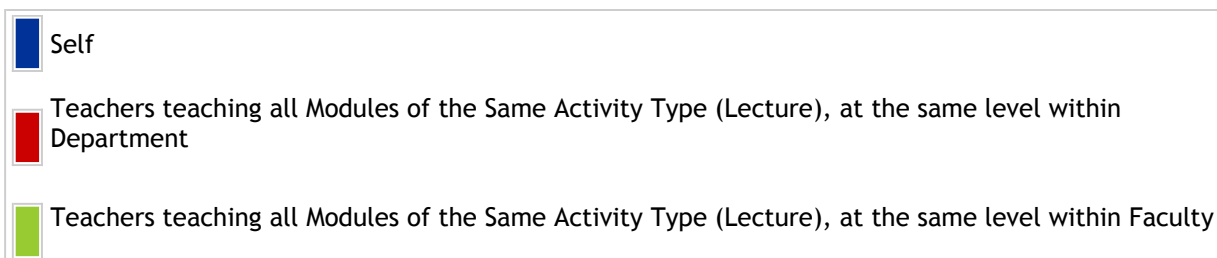 Self
Teachers teaching all Modules of the Same Activity Type (Lecture), at the same level within
Department
Teachers teaching all Modules of the Same Activity Type (Lecture), at the same level within Faculty